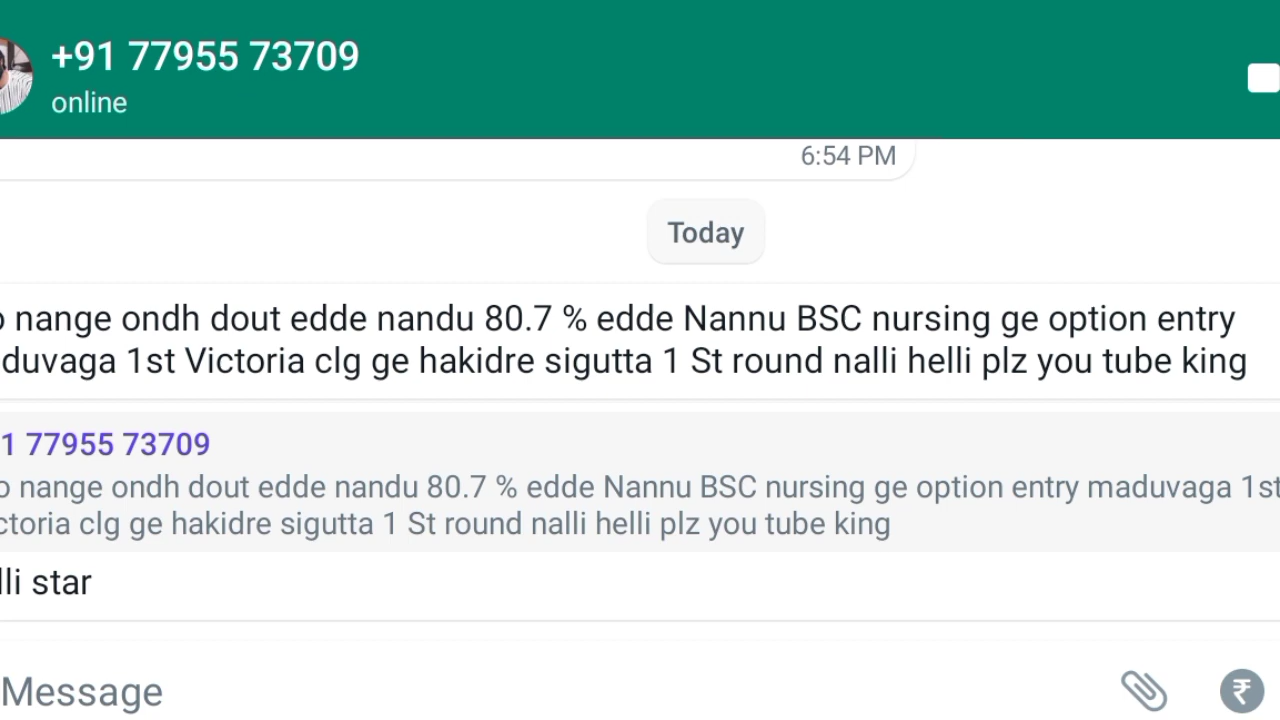 +91 77955 73709
online
6:54 PM
Today
nange ondh dout edde nandu 80.7 % edde Nannu BSC nursing ge option entry
duvaga 1st Victoria clg ge hakidre sigutta 1 St round nalli helli plz you tube king
1 77955 73709
nange ondh dout edde nandu 80.7 % edde Nannu BSC nursing ge option entry maduvaga 1st
ctoria clg ge hakidre sigutta 1 St round nalli helli plz you tube king
lli star
Message
₹